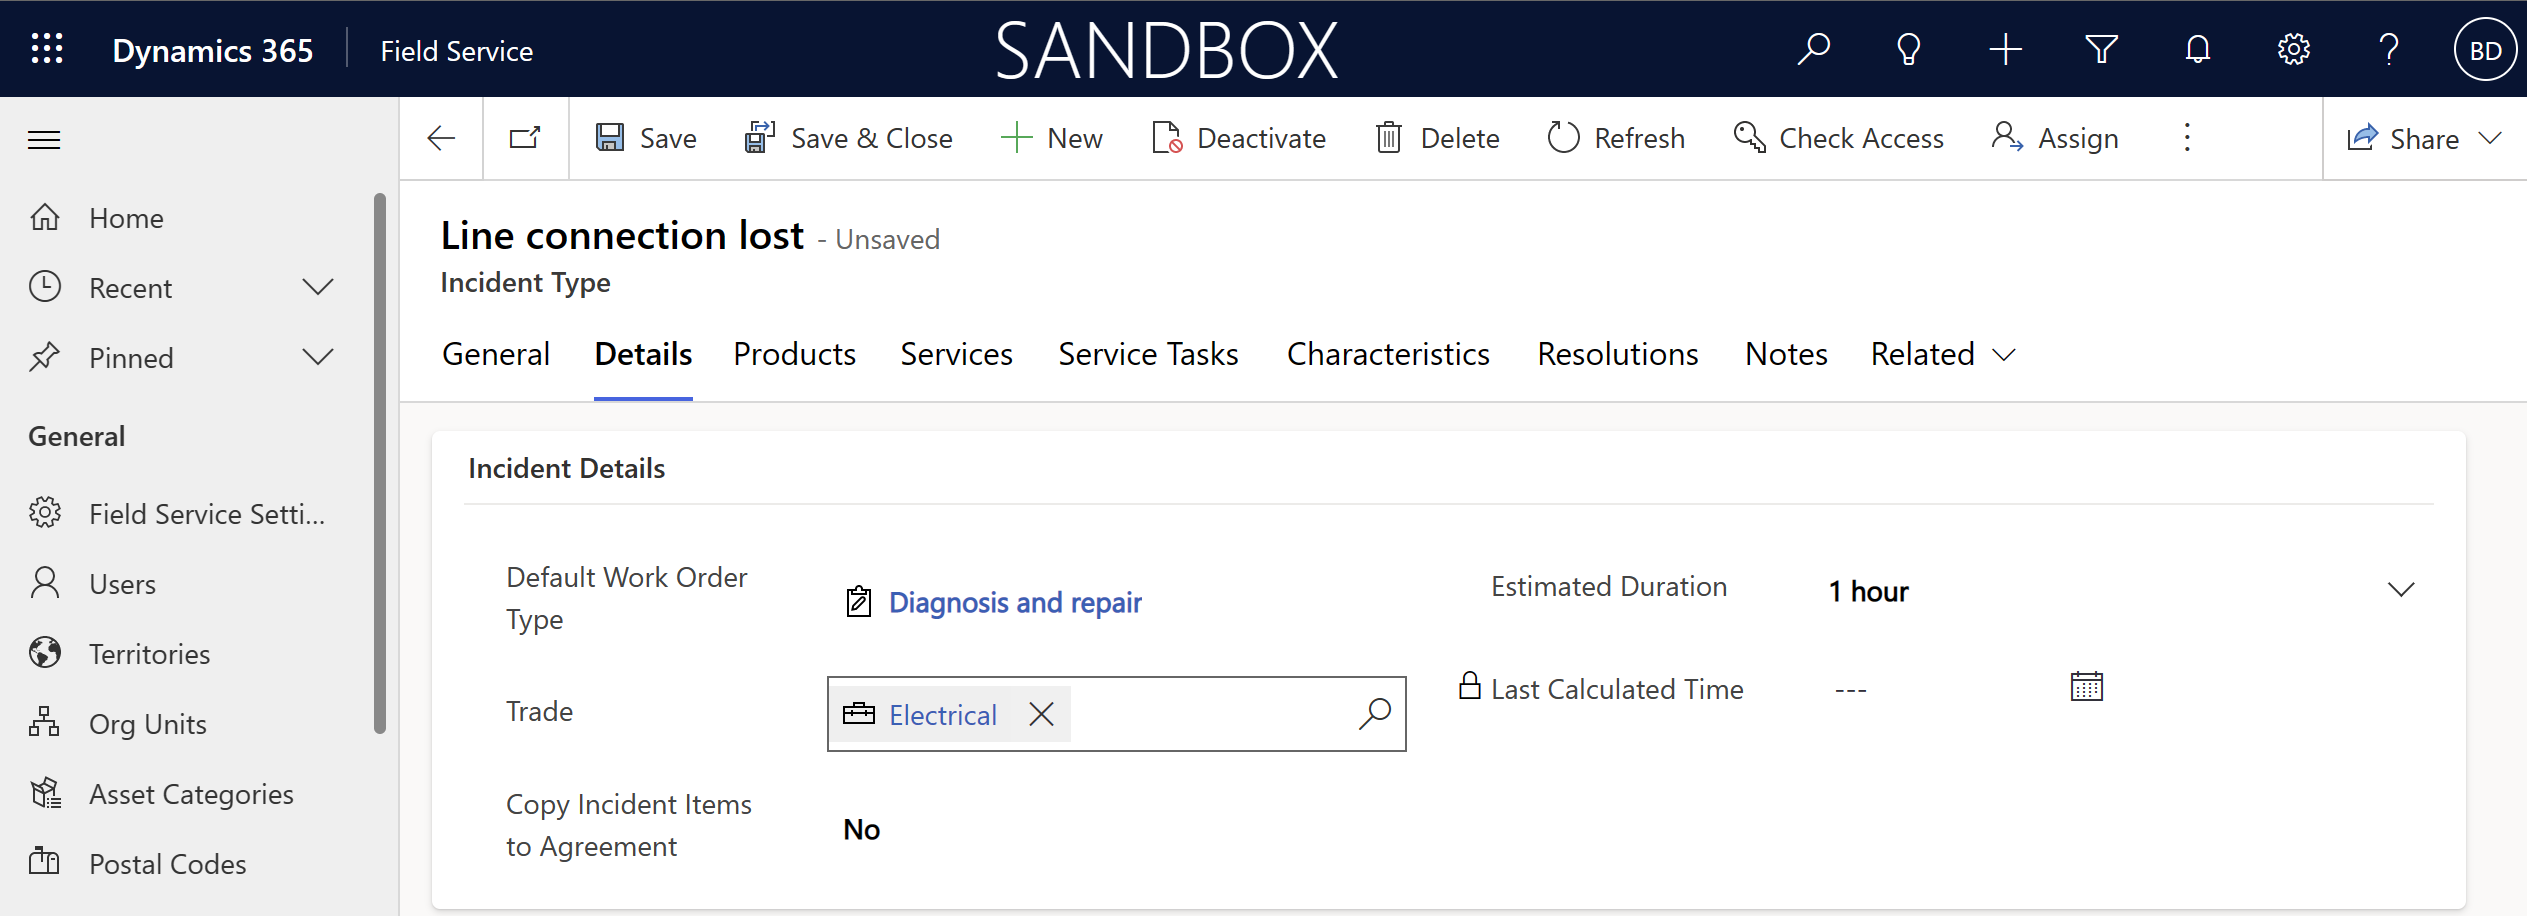 Dynamics 365
Field Service
SANDBOX
BD
Save
Save & Close
New
Deactivate
Delete
Refresh
Check Access
Assign
Share
Home
Recent
Pinned
General
Field Service Setti...
Users
Territories
Org Units
Asset Categories
Postal Codes
Line connection lost - Unsaved
Incident Type
General
Details
Products
Services
Service Tasks
Characteristics
Resolutions
Notes
Related
Incident Details
Default Work Order
Type
Diagnosis and repair
Estimated Duration
1 hour
Trade
Electrical
Last Calculated Time
---
Copy Incident Items
to Agreement
No